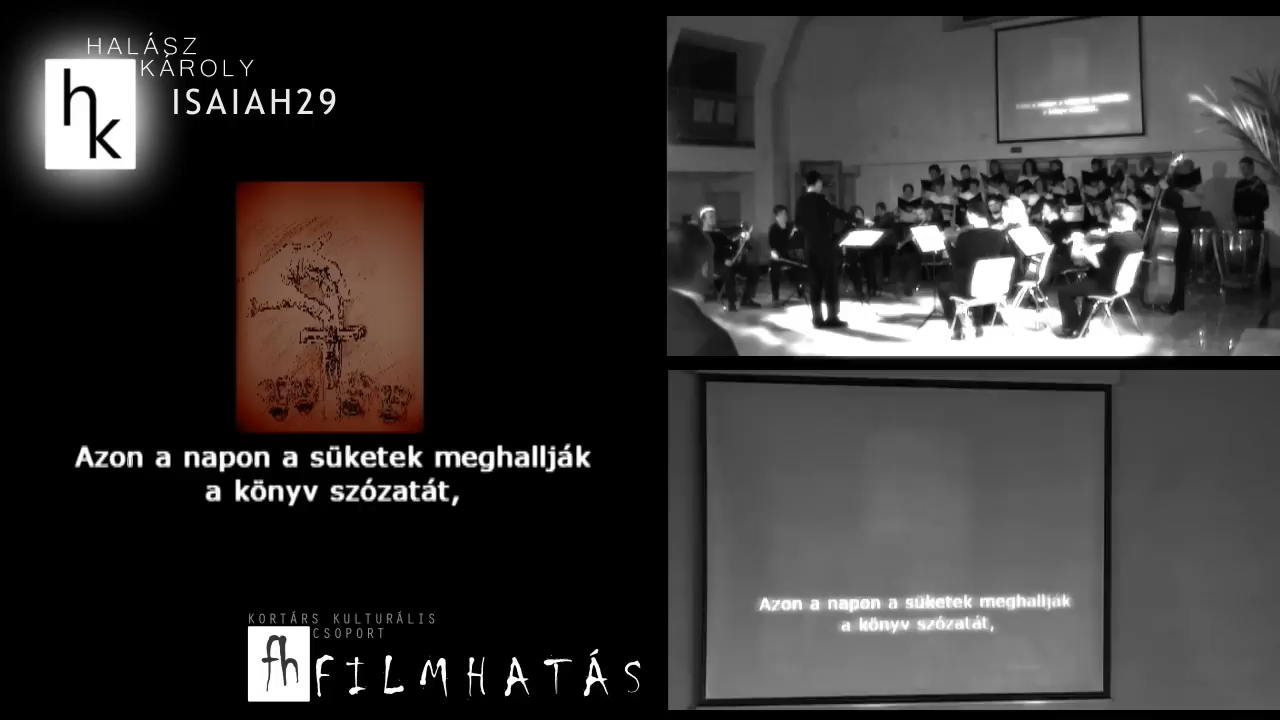 HALÁSZ
KÁROLY
hk
ISAIAH29
Azon a napon a süketek meghallják
a könyv szózatát,
KORTÁRS KULTURÁLIS
CSOPORT
fh
FILMHATÁS
Azon a napon a süketek meghallják
a könyv szózatát,